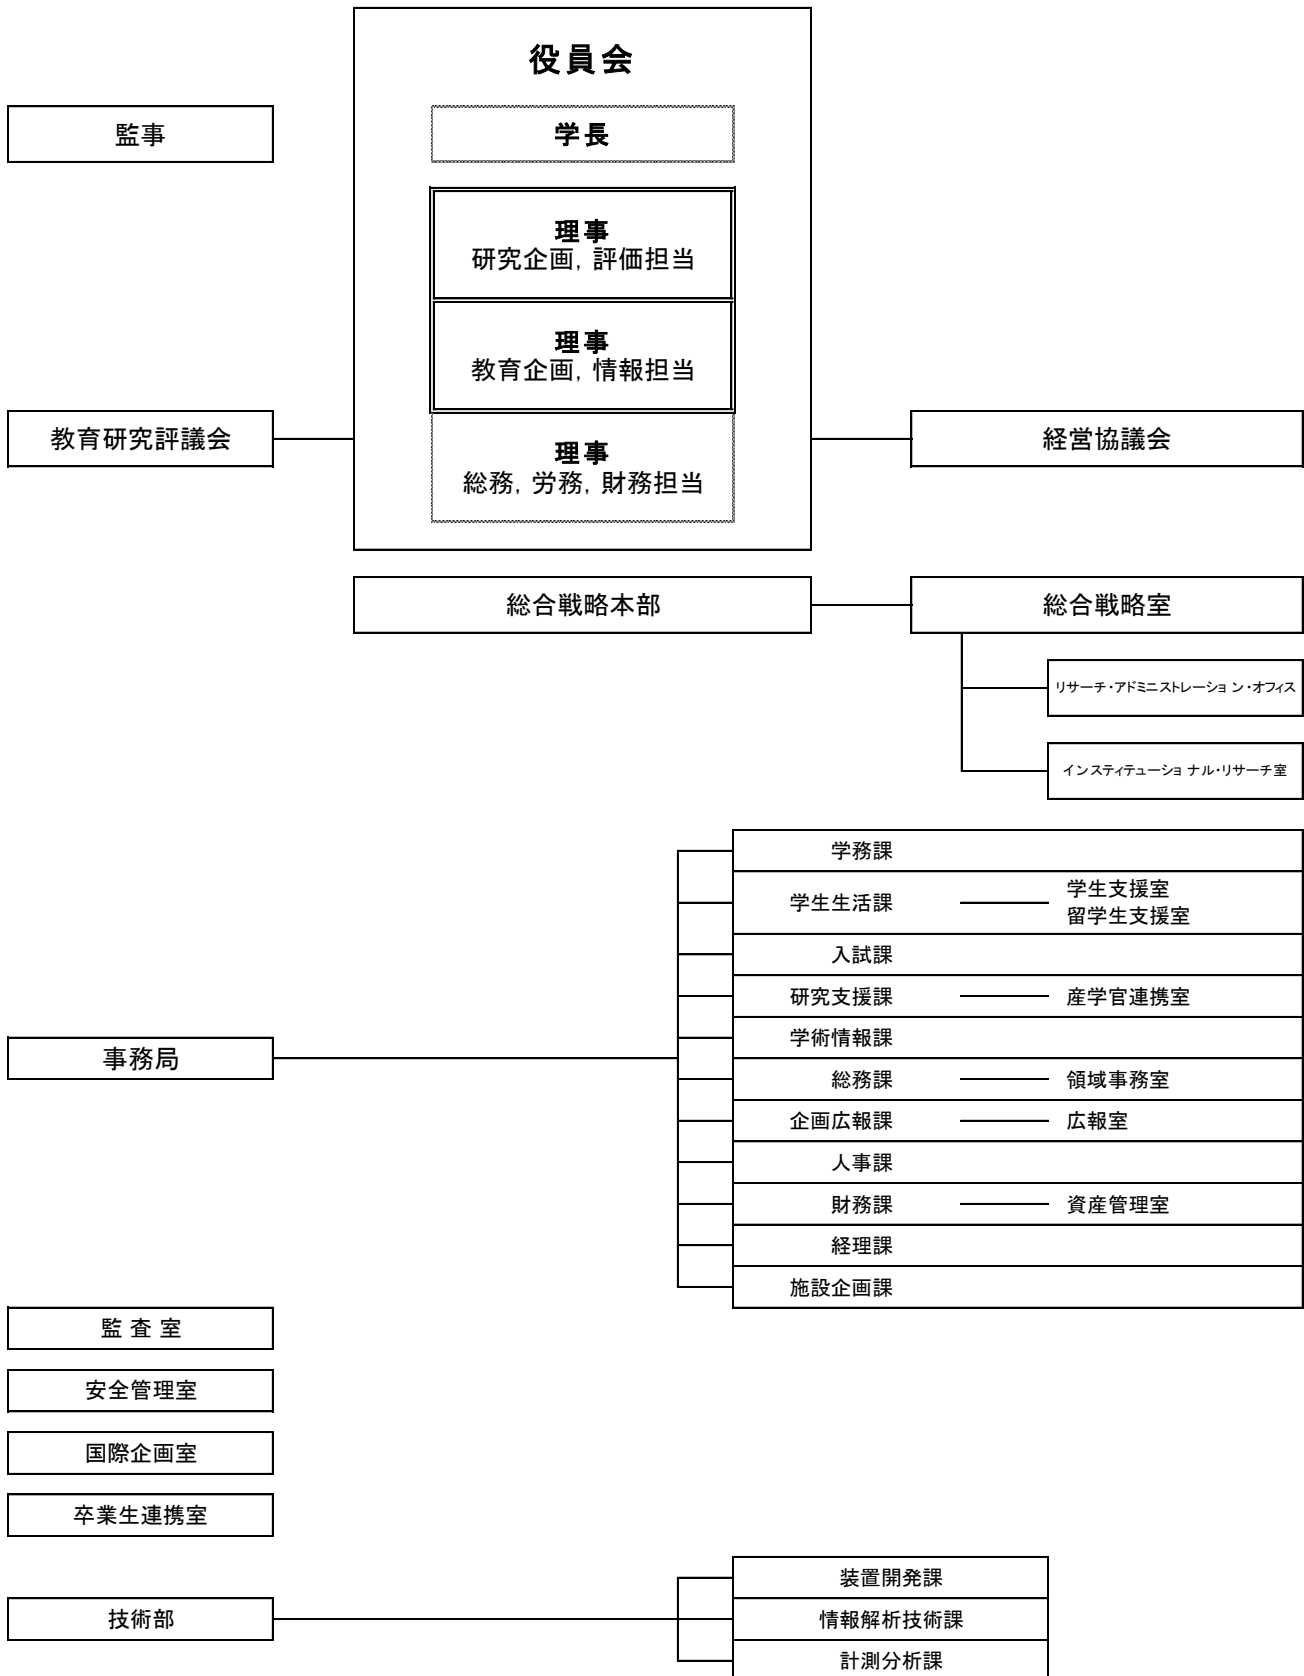 役員会
監事
学長
理事
研究企画, 評価担当
理事
教育企画, 情報担当
教育研究評議会
経営協議会
理事
総務, 労務, 財務担当
総合戦略本部
総合戦略室
リサーチ・アドミニストレーション・オフィス
インスティテューショナル・リサーチ室
学務課
学生生活課
学生支援室
留学生支援室
入試課
研究支援課
産学官連携室
学術情報課
事務局
総務課
領域事務室
企画広報課
広報室
人事課
財務課
資産管理室
経理課
施設企画課
監査室
安全管理室
国際企画室
卒業生連携室
技術部
装置開発課
情報解析技術課
計測分析課